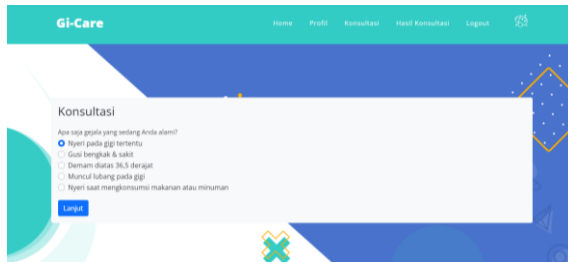 Gi-Care
Home Profil Konsultasi Hasil Konsultasi Logout
Konsultasi
Apa saja gejala yang sedang Anda alami?
Nyeri pada gigi tertentu
Gusi bengkak & sakit
Demam diatas 36,5 derajat
Muncul lubang pada gigi
Nyeri saat mengkonsumsi makanan atau minuman
Lanjut